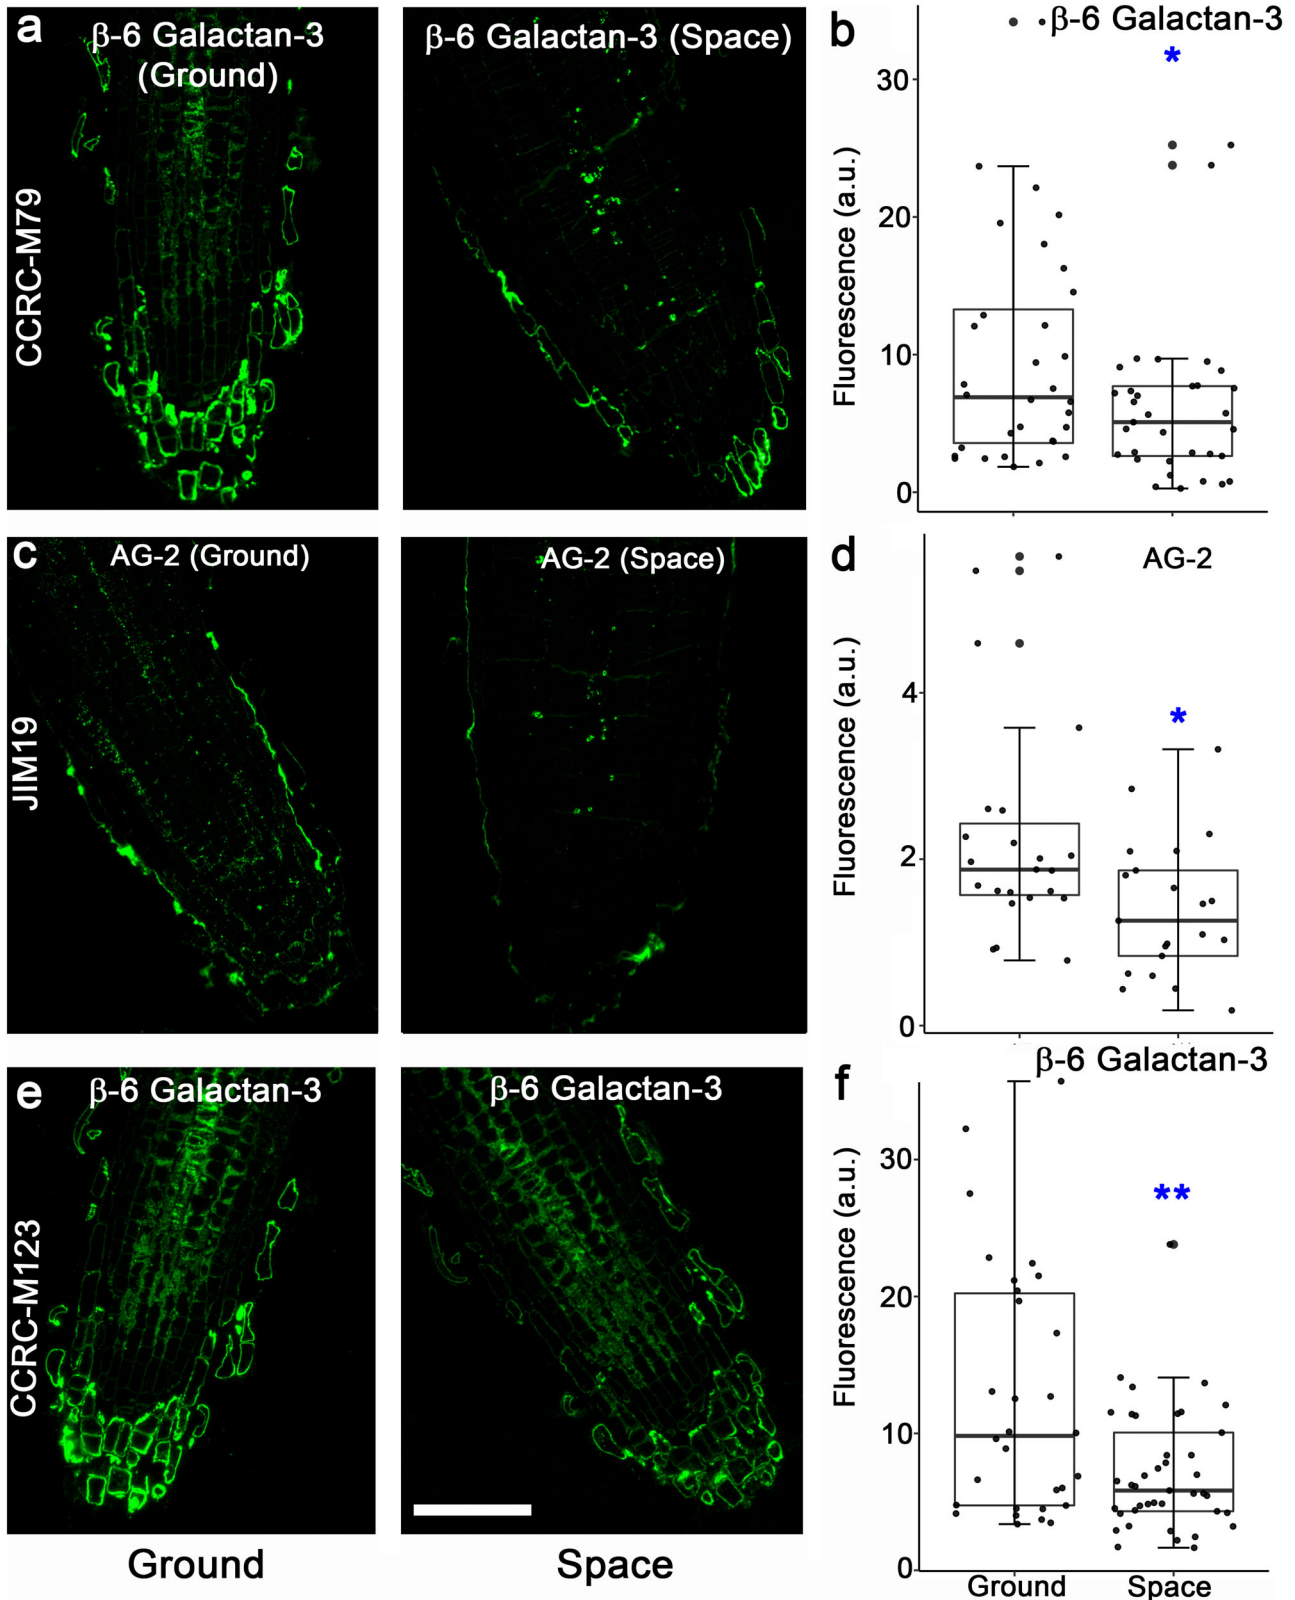 a
β-6 Galactan-3
(Ground)
β-6 Galactan-3 (Space)
CCRC-M79
b
β-6 Galactan-3
*
Fluorescence (a.u.)
30
20
10
0
c
AG-2 (Ground)
AG-2 (Space)
JIM19
d
AG-2
*
Fluorescence (a.u.)
4
2
0
e
β-6 Galactan-3
β-6 Galactan-3
CCRC-M123
f
β-6 Galactan-3
**
Fluorescence (a.u.)
30
20
10
0
Ground
Space
Ground
Space